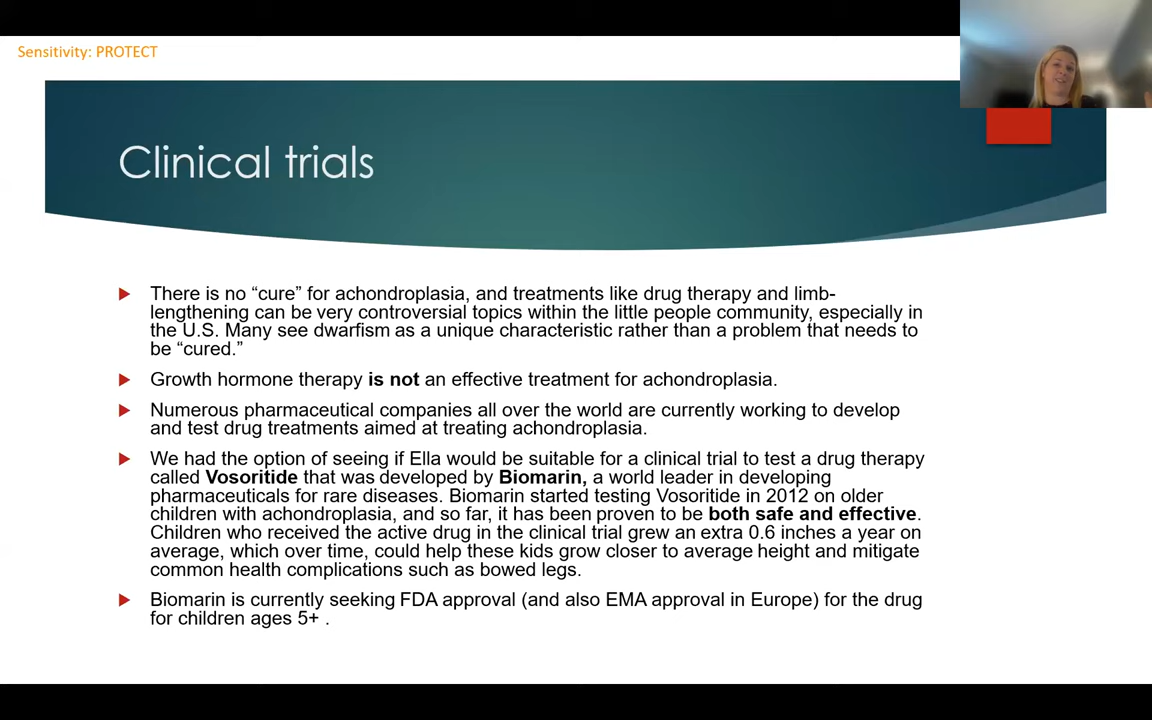 Sensitivity: PROTECT
Clinical trials
There is no “cure” for achondroplasia, and treatments like drug therapy and limb-
lengthening can be very controversial topics within the little people community, especially in
the U.S. Many see dwarfism as a unique characteristic rather than a problem that needs to
be “cured.”
Growth hormone therapy is not an effective treatment for achondroplasia.
Numerous pharmaceutical companies all over the world are currently working to develop
and test drug treatments aimed at treating achondroplasia.
We had the option of seeing if Ella would be suitable for a clinical trial to test a drug therapy
called Vosoritide that was developed by Biomarin, a world leader in developing
pharmaceuticals for rare diseases. Biomarin started testing Vosoritide in 2012 on older
children with achondroplasia, and so far, it has been proven to be both safe and effective.
Children who received the active drug in the clinical trial grew an extra 0.6 inches a year on
average, which over time, could help these kids grow closer to average height and mitigate
common health complications such as bowed legs.
Biomarin is currently seeking FDA approval (and also EMA approval in Europe) for the drug
for children ages 5+ .